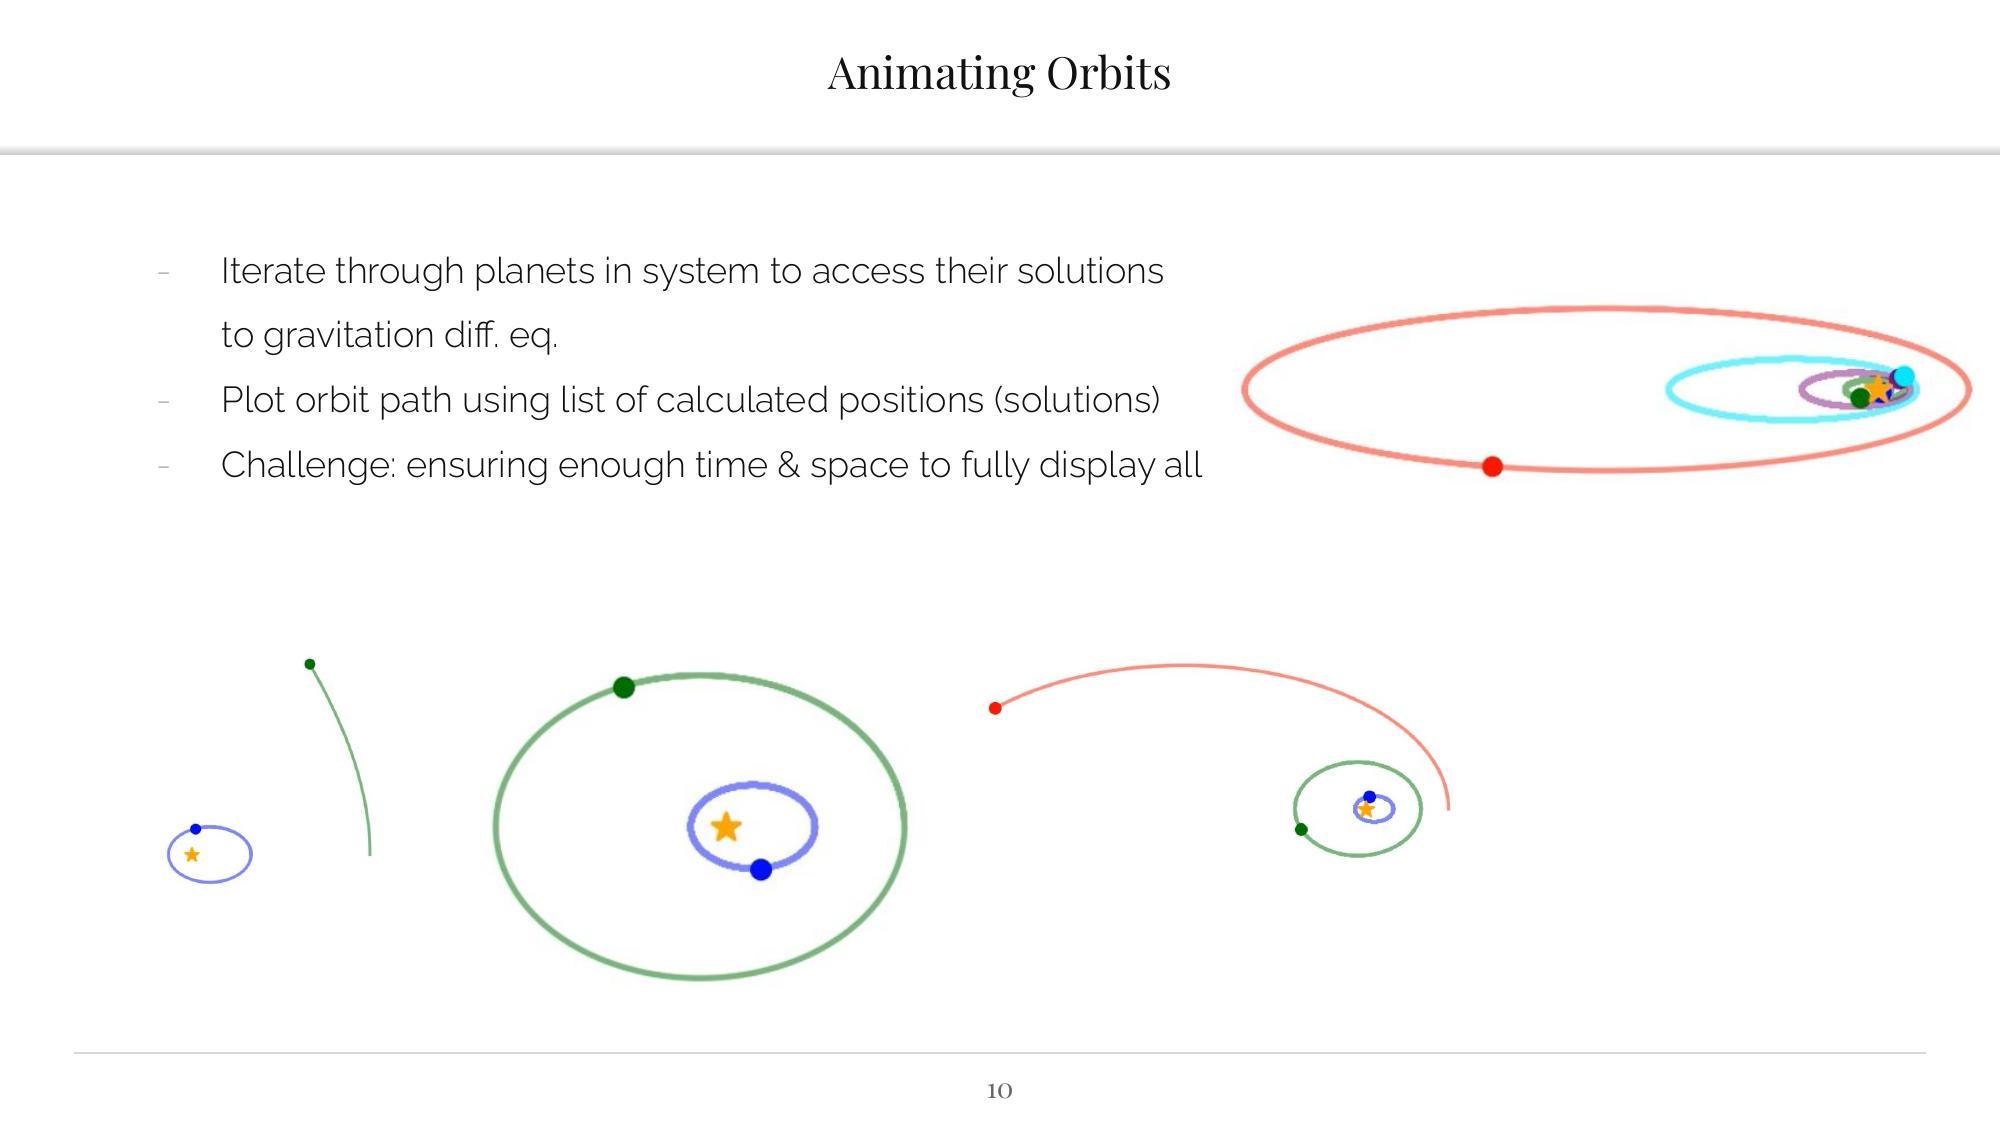 Animating Orbits
- Iterate through planets in system to access their solutions
to gravitation diff. eq.
- Plot orbit path using list of calculated positions (solutions)
- Challenge: ensuring enough time & space to fully display all
10